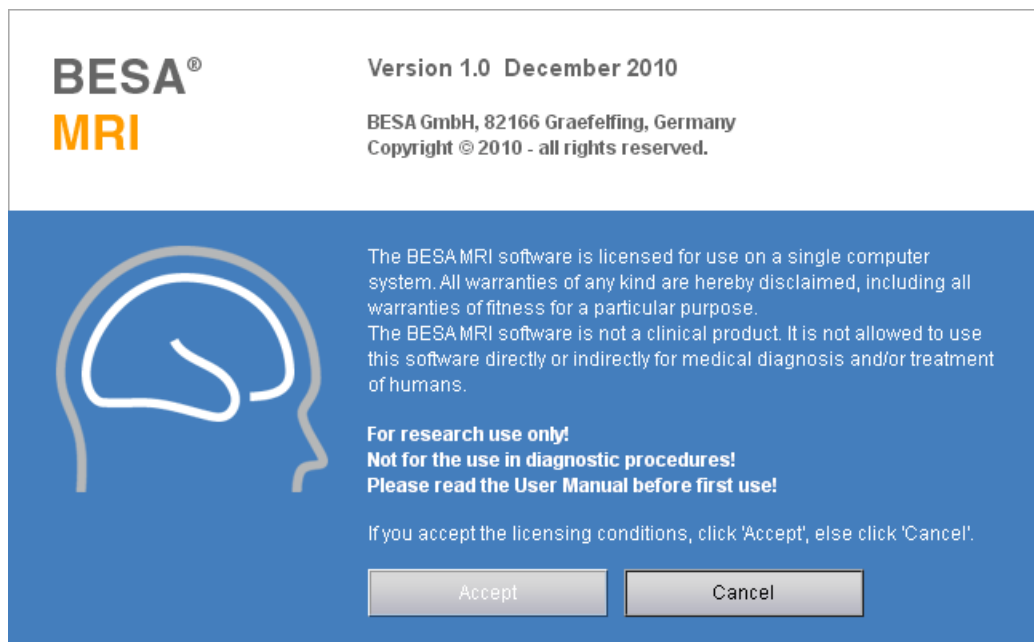 BESA®
MRI
Version 1.0 December 2010
BESA GmbH, 82166 Graefelfing, Germany
Copyright © 2010 - all rights reserved.
The BESA MRI software is licensed for use on a single computer
system. All warranties of any kind are hereby disclaimed, including all
warranties of fitness for a particular purpose.
The BESA MRI software is not a clinical product. It is not allowed to use
this software directly or indirectly for medical diagnosis and/or treatment
of humans.
For research use only!
Not for the use in diagnostic procedures!
Please read the User Manual before first use!
If you accept the licensing conditions, click 'Accept', else click 'Cancel'.
Accept
Cancel